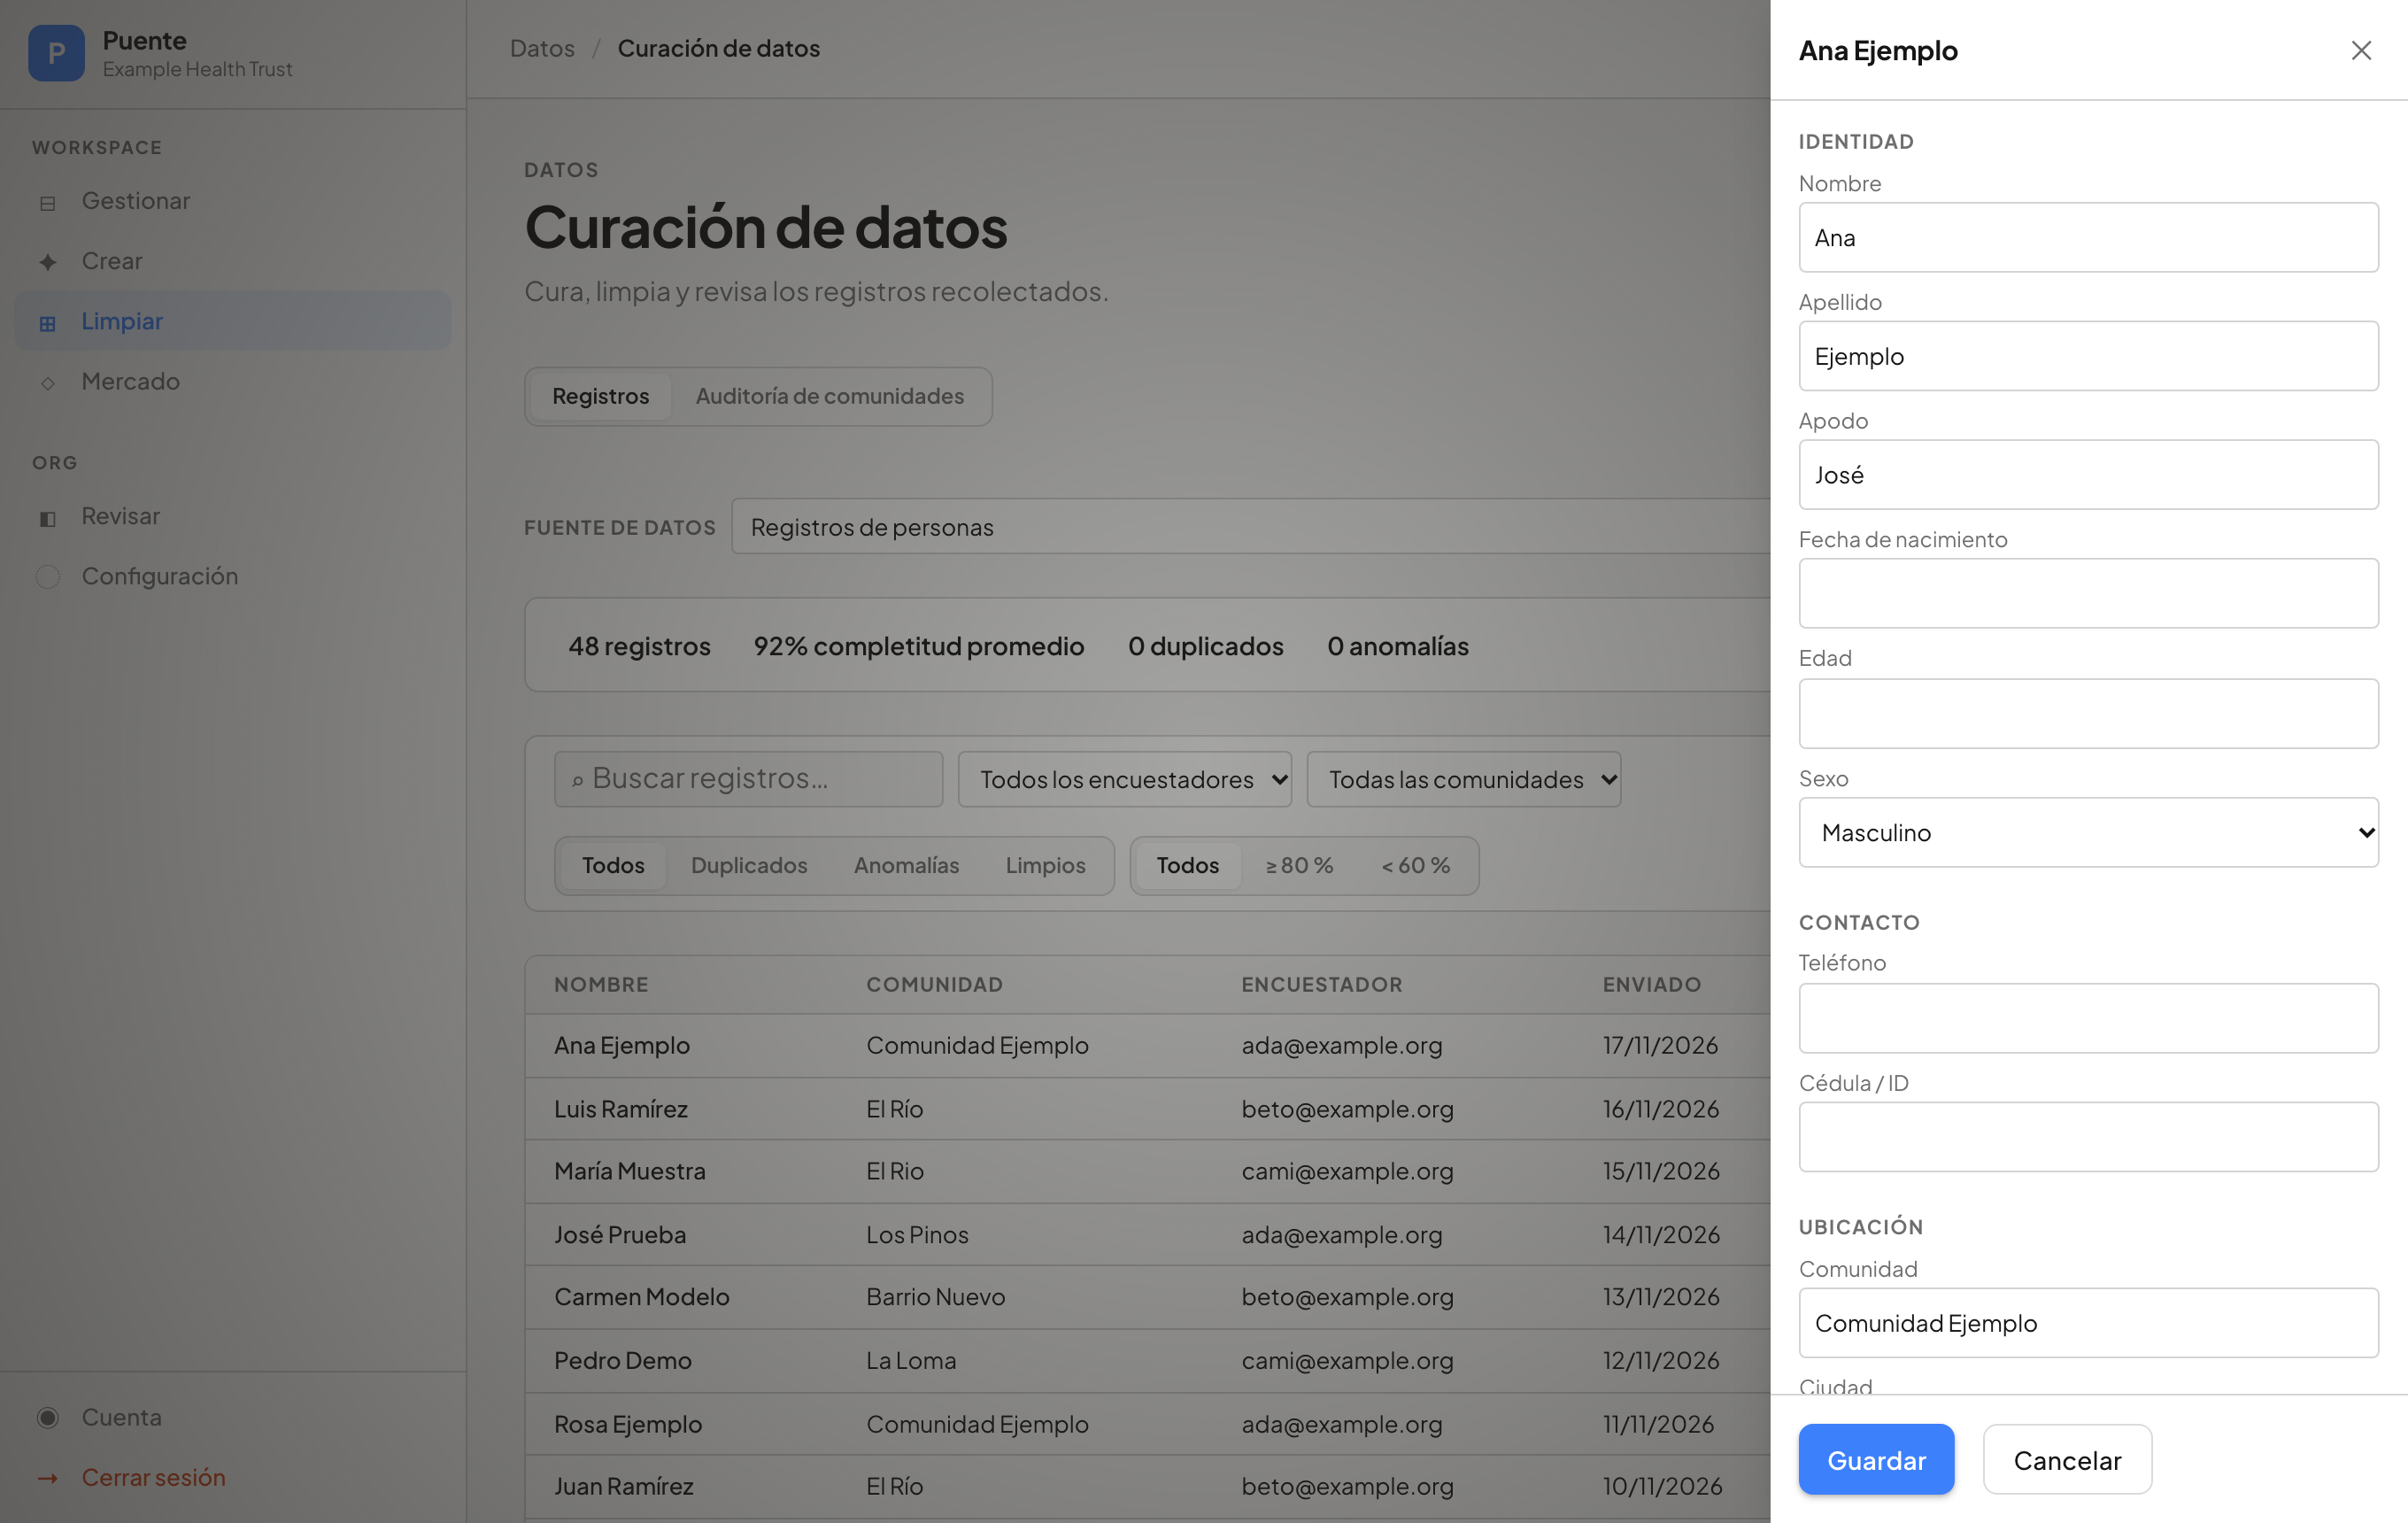 P
Puente
Example Health Trust
WORKSPACE
Gestionar
Crear
Limpiar
Mercado
ORG
Revisar
Configuración
Cuenta
Cerrar sesión
Datos / Curación de datos
DATOS
Curación de datos
Cura, limpia y revisa los registros recolectados.
Registros Auditoría de comunidades
FUENTE DE DATOS Registros de personas
48 registros 92% completitud promedio 0 duplicados 0 anomalías
Buscar registros... Todos los encuestadores Todas las comunidades
Todos Duplicados Anomalías Limpios Todos ≥ 80 % < 60 %
NOMBRE COMUNIDAD ENCUESTADOR ENVIADO
Ana Ejemplo Comunidad Ejemplo ada@example.org 17/11/2026
Luis Ramírez El Río beto@example.org 16/11/2026
María Muestra El Rio cami@example.org 15/11/2026
José Prueba Los Pinos ada@example.org 14/11/2026
Carmen Modelo Barrio Nuevo beto@example.org 13/11/2026
Pedro Demo La Loma cami@example.org 12/11/2026
Rosa Ejemplo Comunidad Ejemplo ada@example.org 11/11/2026
Juan Ramírez El Río beto@example.org 10/11/2026
Ana Ejemplo
IDENTIDAD
Nombre
Ana
Apellido
Ejemplo
Apodo
José
Fecha de nacimiento
Edad
Sexo
Masculino
CONTACTO
Teléfono
Cédula / ID
UBICACIÓN
Comunidad
Comunidad Ejemplo
Ciudad
Guardar Cancelar